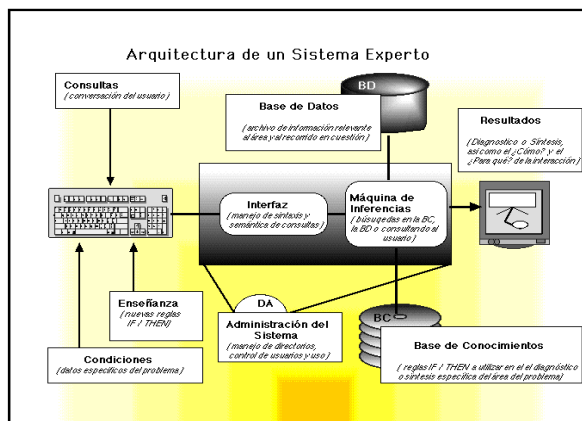 Arquitectura de un Sistema Experto
Consultas
(conversación del usuario)
BD
Base de Datos
(archivo de información relevante
al área y al recorrido en cuestión)
Resultados
(Diagnostico o Síntesis,
así como el ¿Cómo? y el
¿Para qué? de la interacción)
Interfaz
(manejo de sintaxis y
semántica de consultas)
Máquina de
Inferencias
(búsuqedas en la BC,
la BD o consultando al
usuario)
Enseñanza
(nuevas reglas
IF / THEN)
DA
Administración del
Sistema
(manejo de directorios,
control de usuarios y uso)
BC
Base de Conocimientos
(reglas IF / THEN a utilizar en el el diagnóstico
o síntesis específica del área del problema)
Condiciones
(datos específicos del problema)